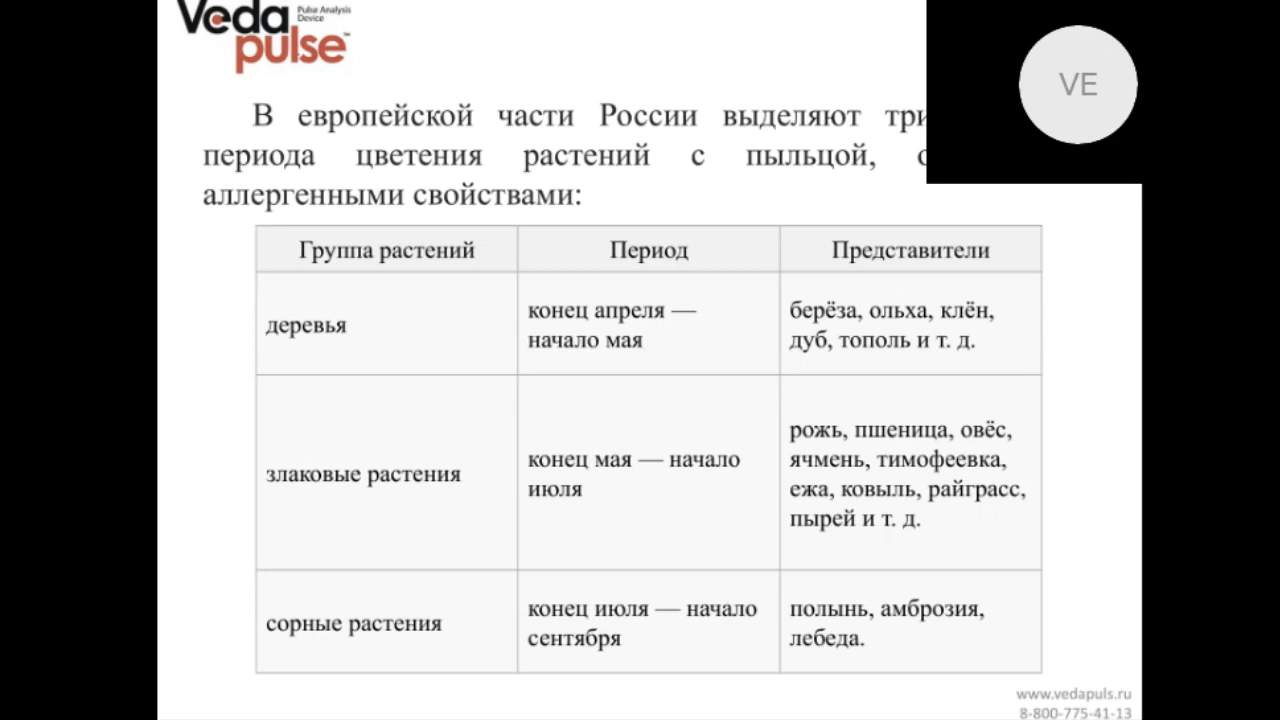 Veda Pulse Analysis
Device
pulse™
VE
В европейской части России выделяют три
периода цветения растений с пыльцой,
аллергенными свойствами:
Группа растений Период Представители
деревья
конец апреля —
начало мая
берёза, ольха, клён,
дуб, тополь и т. д.
злаковые растения
конец мая — начало
июля
рожь, пшеница, овёс,
ячмень, тимофеевка,
ежа, ковыль, райграсс,
пырей и т. д.
сорные растения
конец июля — начало
сентября
полынь, амброзия,
лебеда.
www.vedapuls.ru
8-800-775-41-13